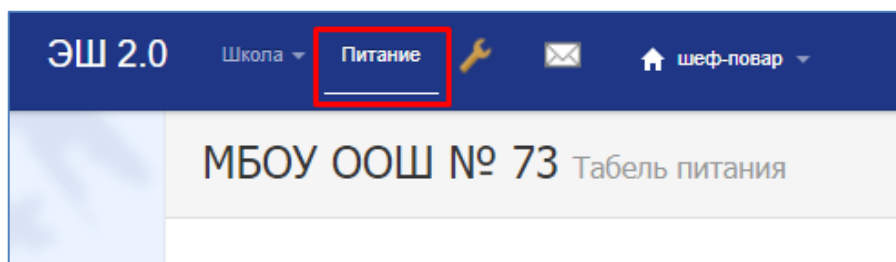 ЭШ 2.0 Школа Питание шеф-повар
МБОУ ООШ № 73 Табель питания